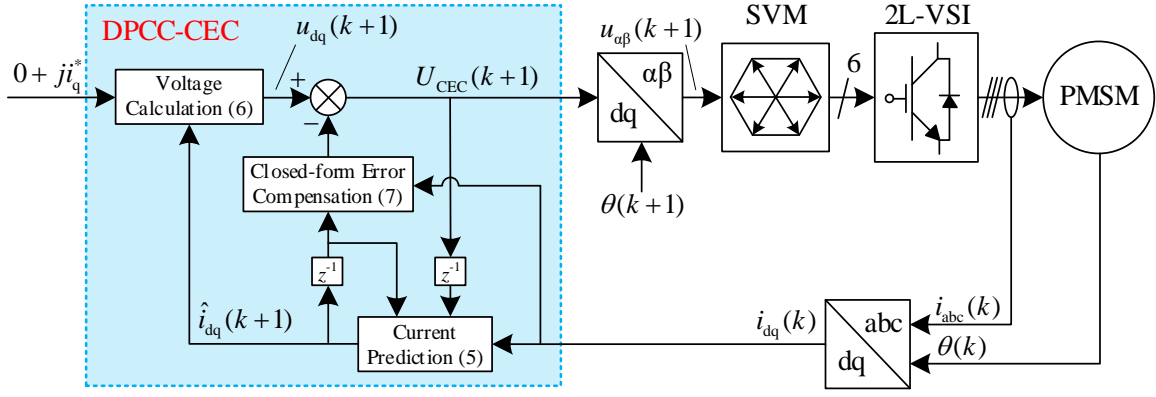 DPCC-CEC
0 + ji*q
Voltage
Calculation (6)
u_dq(k+1)
+
−
U_CEC(k+1)
Closed-form Error
Compensation (7)
z⁻¹
z⁻¹
î_dq(k+1)
Current
Prediction (5)
αβ
dq
θ(k+1)
u_αβ(k+1)
SVM
6
2L-VSI
PMSM
i_dq(k)
abc
dq
i_abc(k)
θ(k)